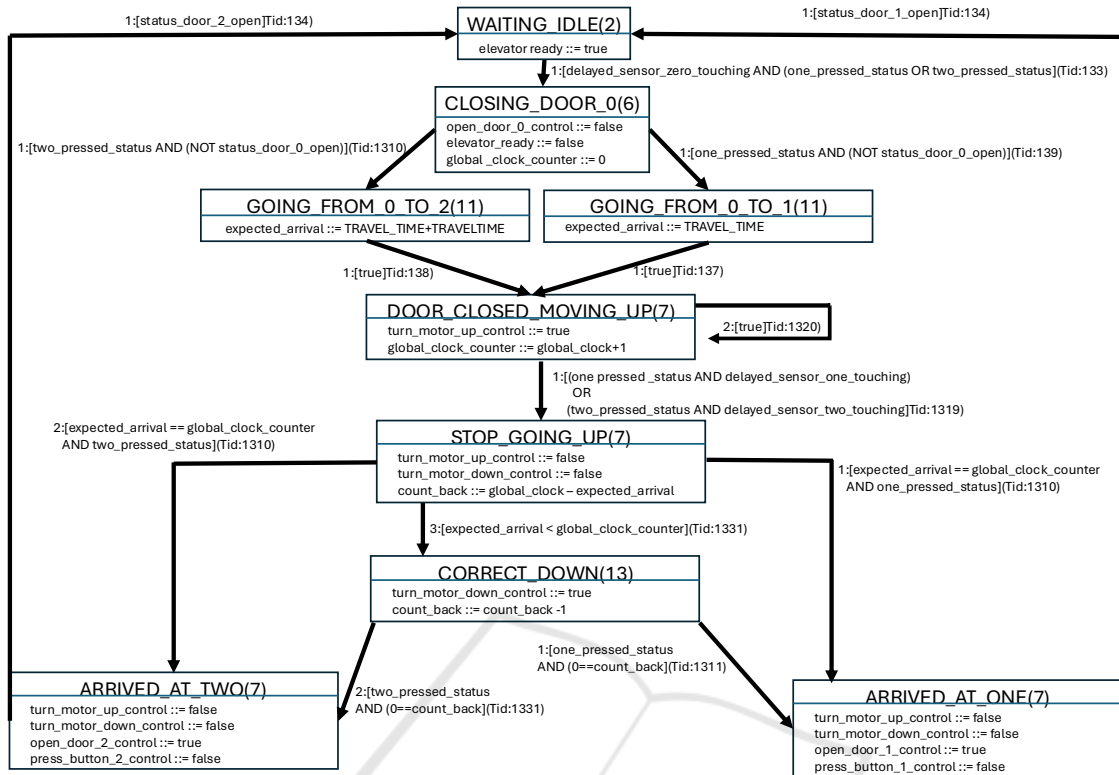 1:[status_door_2_open]Tid:134)
1:[status_door_1_open]Tid:134)
WAITING_IDLE(2)
elevator ready ::= true
1:[delayed_sensor_zero_touching AND (one_pressed_status OR two_pressed_status](Tid:133)
CLOSING_DOOR_0(6)
open_door_0_control ::= false
elevator_ready ::= false
global _clock_counter ::= 0
1:[two_pressed_status AND (NOT status_door_0_open)](Tid:1310)
1:[one_pressed_status AND (NOT status_door_0_open)](Tid:139)
GOING_FROM_0_TO_2(11)
expected_arrival ::= TRAVEL_TIME+TRAVELTIME
GOING_FROM_0_TO_1(11)
expected_arrival ::= TRAVEL_TIME
1:[true]Tid:138)
1:[true]Tid:137)
DOOR_CLOSED_MOVING_UP(7)
turn_motor_up_control ::= true
global_clock_counter ::= global_clock+1
2:[true]Tid:1320)
1:[(one pressed _status AND delayed_sensor_one_touching)
OR
(two_pressed_status AND delayed_sensor_two_touching]Tid:1319)
2:[expected_arrival == global_clock_counter
AND two_pressed_status](Tid:1310)
STOP_GOING_UP(7)
turn_motor_up_control ::= false
turn_motor_down_control ::= false
count_back ::= global_clock – expected_arrival
1:[expected_arrival == global_clock_counter
AND one_pressed_status](Tid:1310)
3:[expected_arrival < global_clock_counter](Tid:1331)
CORRECT_DOWN(13)
turn_motor_down_control ::= true
count_back ::= count_back -1
1:[one_pressed_status
AND (0==count_back](Tid:1311)
2:[two_pressed_status
AND (0==count_back](Tid:1331)
ARRIVED_AT_TWO(7)
turn_motor_up_control ::= false
turn_motor_down_control ::= false
open_door_2_control ::= true
press_button_2_control ::= false
ARRIVED_AT_ONE(7)
turn_motor_up_control ::= false
turn_motor_down_control ::= false
open_door_1_control ::= true
press_button_1_control ::= false